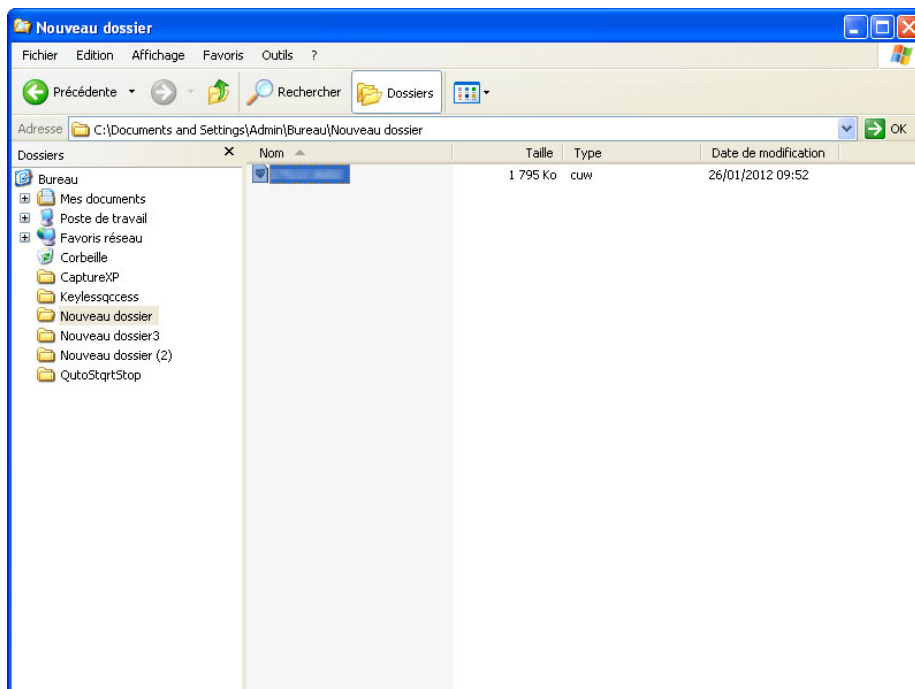 Nouveau dossier
Fichier Edition Affichage Favoris Outils ?
Précédente Rechercher Dossiers
Adresse C:\Documents and Settings\Admin\Bureau\Nouveau dossier OK
Dossiers X Nom Taille Type Date de modification
1 795 Ko cuw 26/01/2012 09:52
Bureau
Mes documents
Poste de travail
Favoris réseau
Corbeille
CaptureXP
Keylessqccess
Nouveau dossier
Nouveau dossier3
Nouveau dossier (2)
QutoStqrtStop